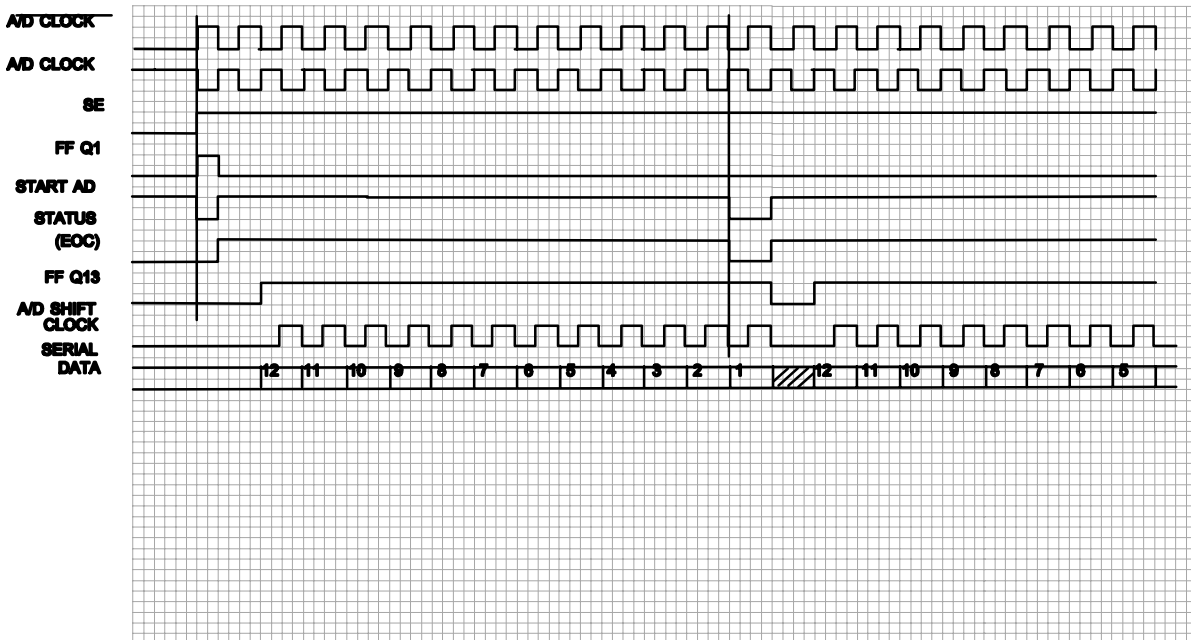 A/D CLOCK
A/D CLOCK
SE
FF Q1
START AD
STATUS
(EOC)
FF Q13
A/D SHIFT
CLOCK
SERIAL
DATA
12 11 10 9 8 7 6 5 4 3 2 1 12 11 10 9 8 7 6 5